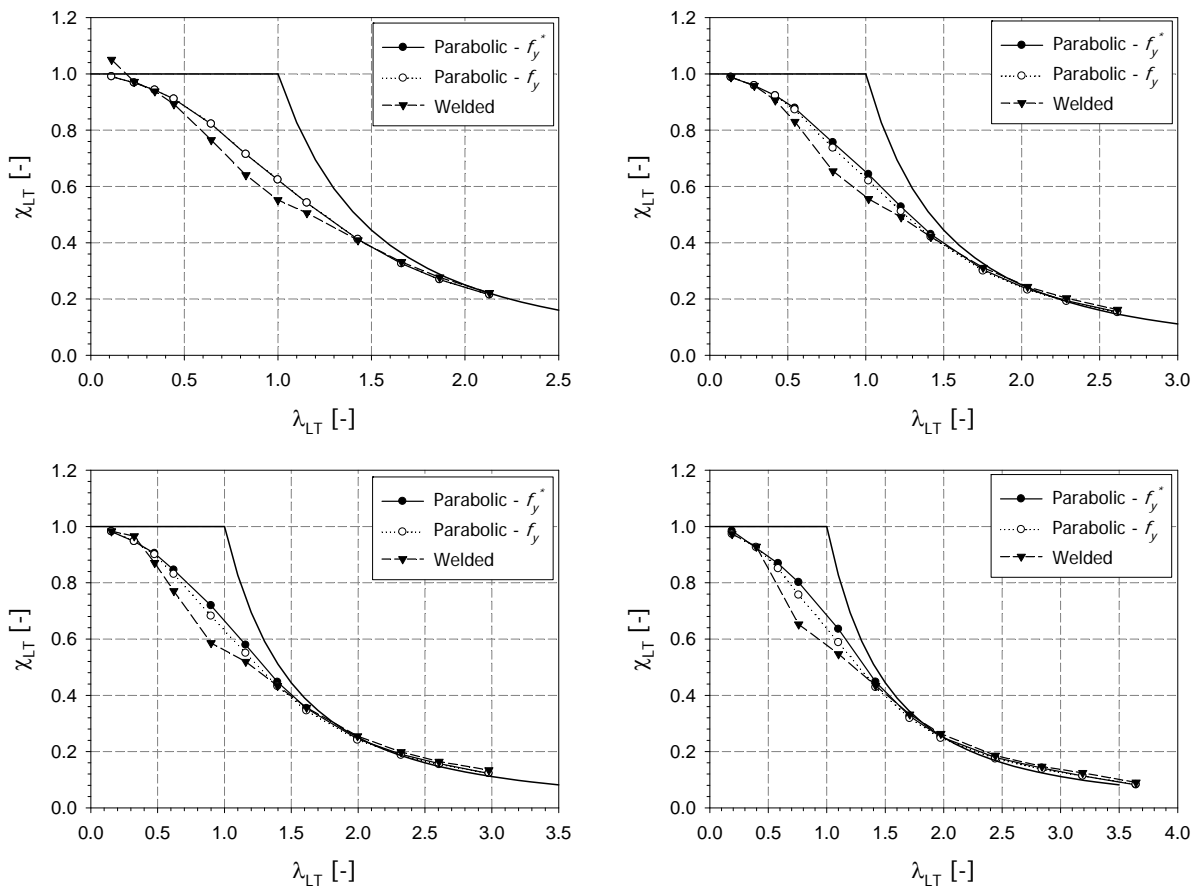 1.2
1.0
0.8
0.6
0.4
0.2
0.0
χLT [-]
0.0 0.5 1.0 1.5 2.0 2.5
λLT [-]
Parabolic - fy*
Parabolic - fy
Welded
1.2
1.0
0.8
0.6
0.4
0.2
0.0
χLT [-]
0.0 0.5 1.0 1.5 2.0 2.5 3.0
λLT [-]
Parabolic - fy*
Parabolic - fy
Welded
1.2
1.0
0.8
0.6
0.4
0.2
0.0
χLT [-]
0.0 0.5 1.0 1.5 2.0 2.5 3.0 3.5
λLT [-]
Parabolic - fy*
Parabolic - fy
Welded
1.2
1.0
0.8
0.6
0.4
0.2
0.0
χLT [-]
0.0 0.5 1.0 1.5 2.0 2.5 3.0 3.5 4.0
λLT [-]
Parabolic - fy*
Parabolic - fy
Welded